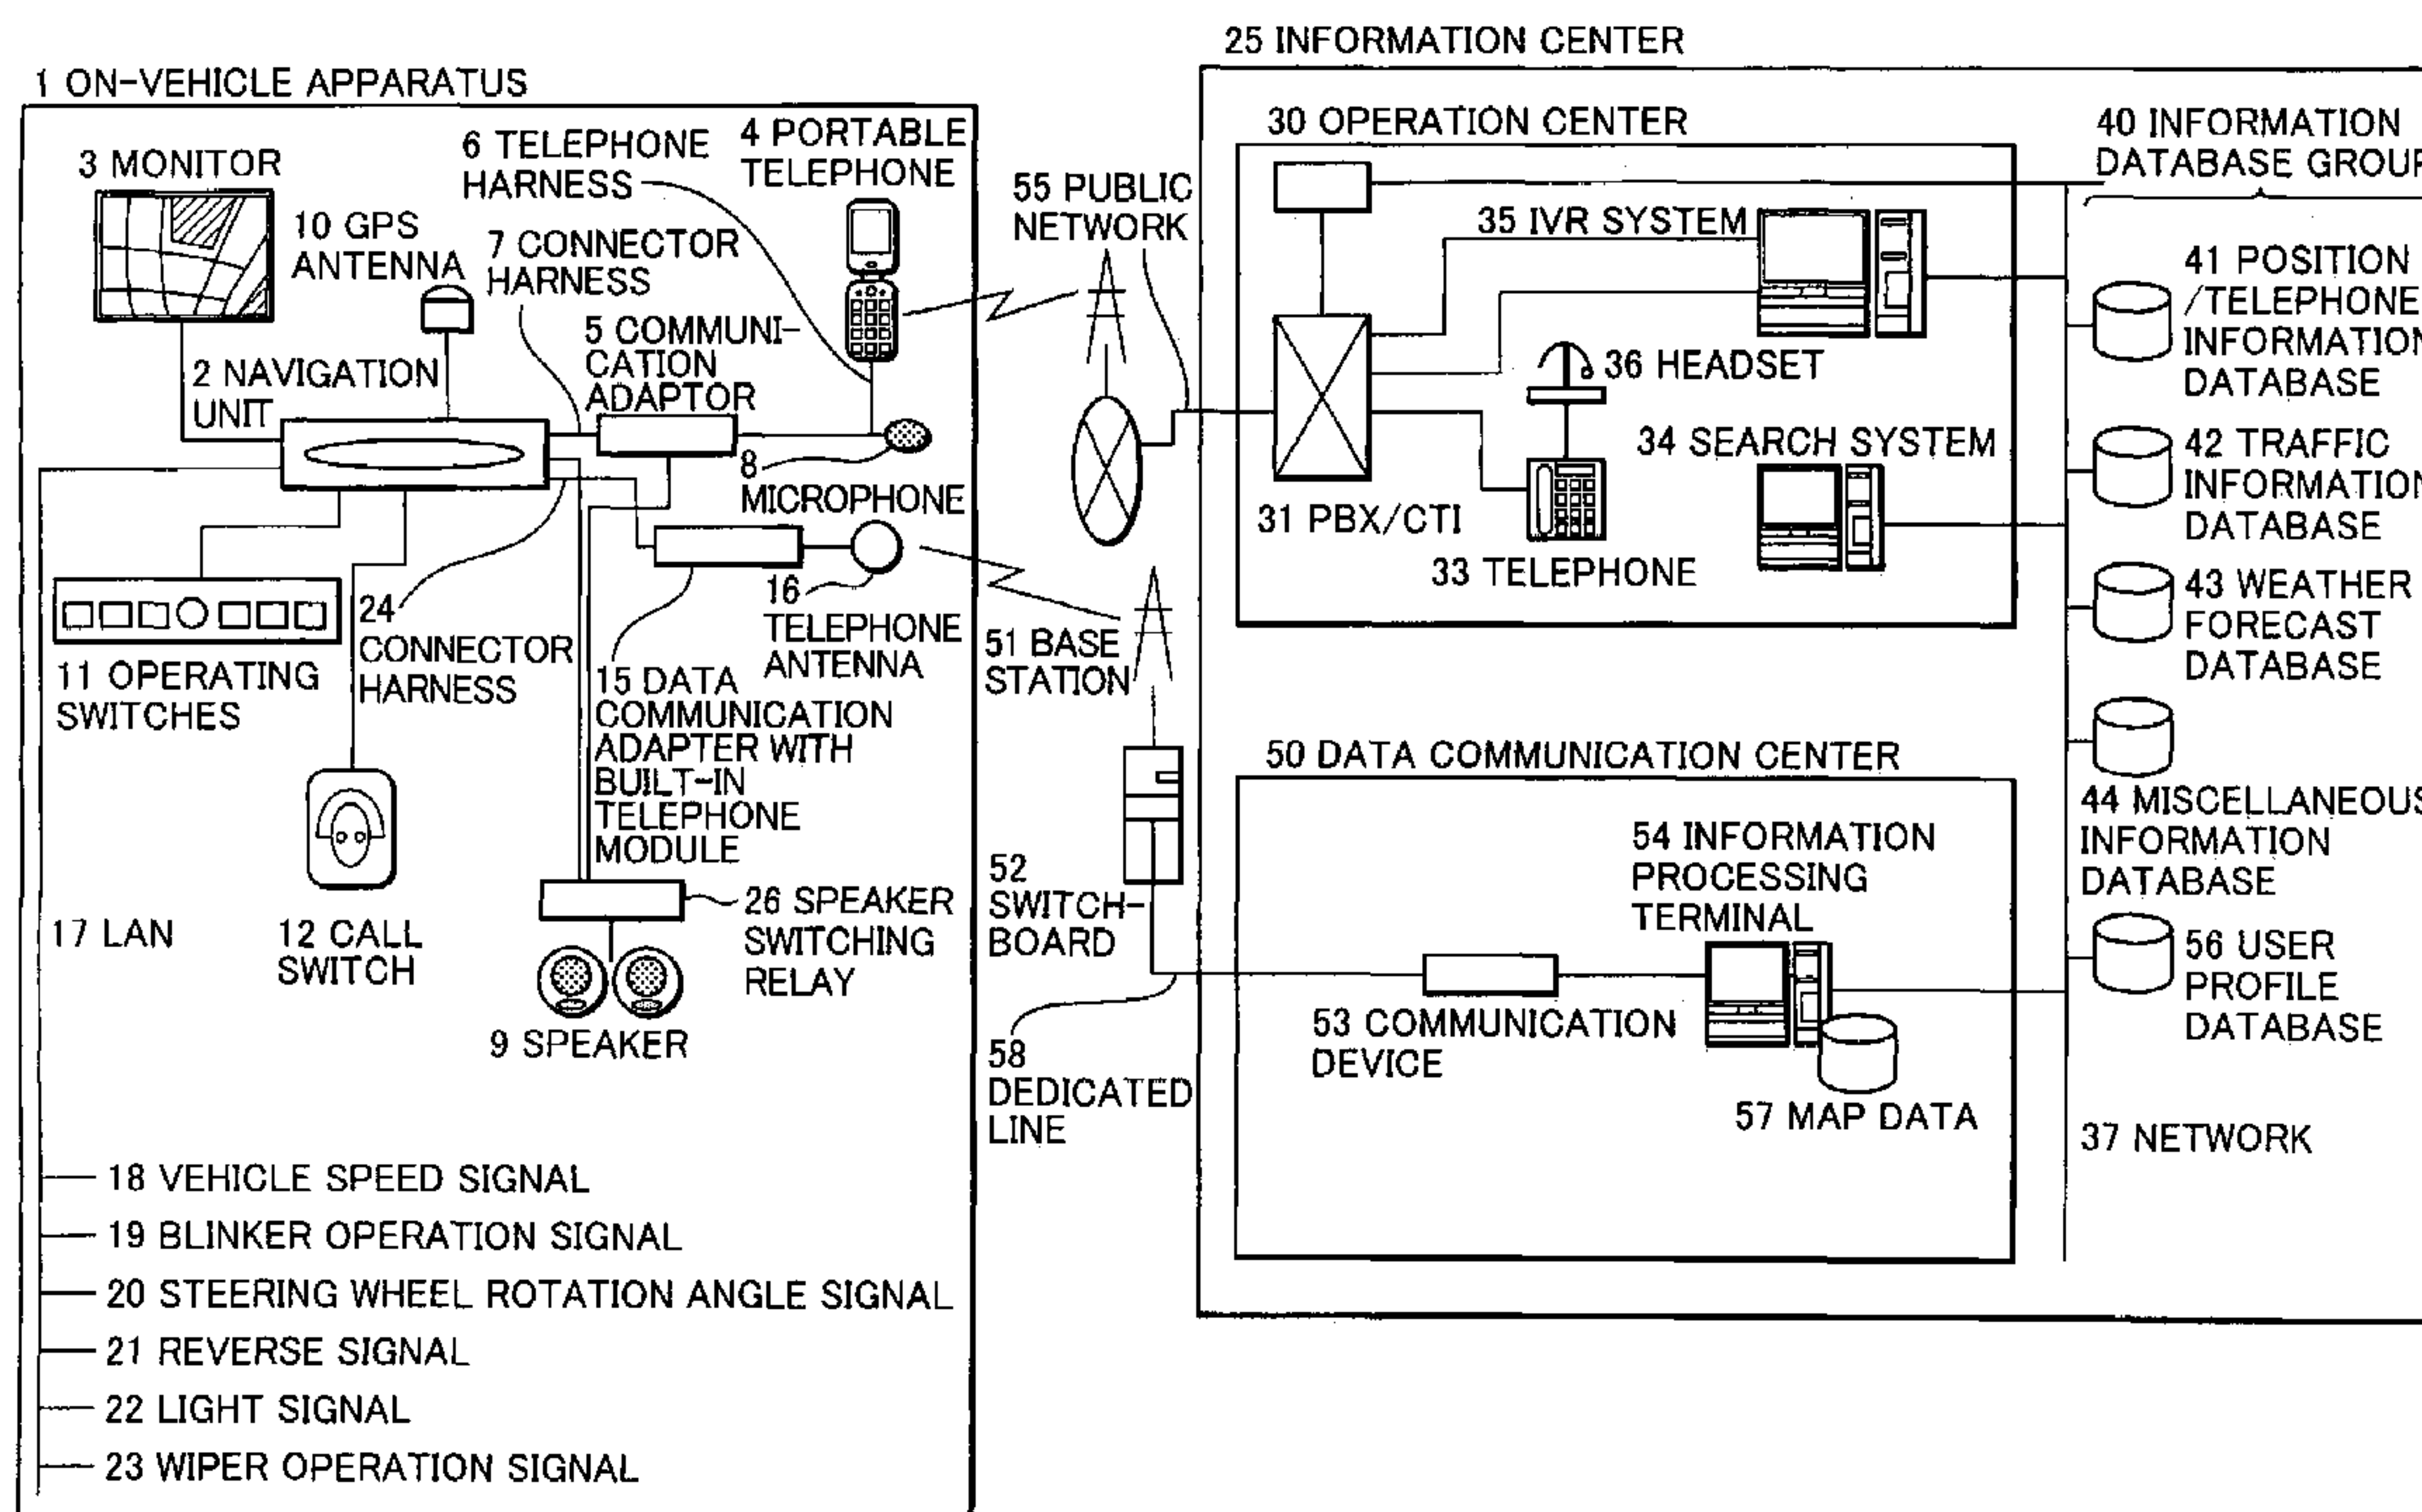 25 INFORMATION CENTER
1 ON-VEHICLE APPARATUS
3 MONITOR
10 GPS
ANTENNA
6 TELEPHONE
HARNESS
4 PORTABLE
TELEPHONE
7 CONNECTOR
HARNESS
2 NAVIGATION
UNIT
5 COMMUNI-
CATION
ADAPTOR
8
MICROPHONE
11 OPERATING
SWITCHES
24
CONNECTOR
HARNESS
16
TELEPHONE
ANTENNA
15 DATA
COMMUNICATION
ADAPTER WITH
BUILT-IN
TELEPHONE
MODULE
17 LAN
12 CALL
SWITCH
26 SPEAKER
SWITCHING
RELAY
9 SPEAKER
18 VEHICLE SPEED SIGNAL
19 BLINKER OPERATION SIGNAL
20 STEERING WHEEL ROTATION ANGLE SIGNAL
21 REVERSE SIGNAL
22 LIGHT SIGNAL
23 WIPER OPERATION SIGNAL
55 PUBLIC
NETWORK
51 BASE
STATION
52
SWITCH-
BOARD
58
DEDICATED
LINE
30 OPERATION CENTER
35 IVR SYSTEM
36 HEADSET
34 SEARCH SYSTEM
31 PBX/CTI
33 TELEPHONE
50 DATA COMMUNICATION CENTER
54 INFORMATION
PROCESSING
TERMINAL
53 COMMUNICATION
DEVICE
57 MAP DATA
40 INFORMATION
DATABASE GROUP
41 POSITION
/TELEPHONE
INFORMATION
DATABASE
42 TRAFFIC
INFORMATION
DATABASE
43 WEATHER
FORECAST
DATABASE
44 MISCELLANEOUS
INFORMATION
DATABASE
56 USER
PROFILE
DATABASE
37 NETWORK